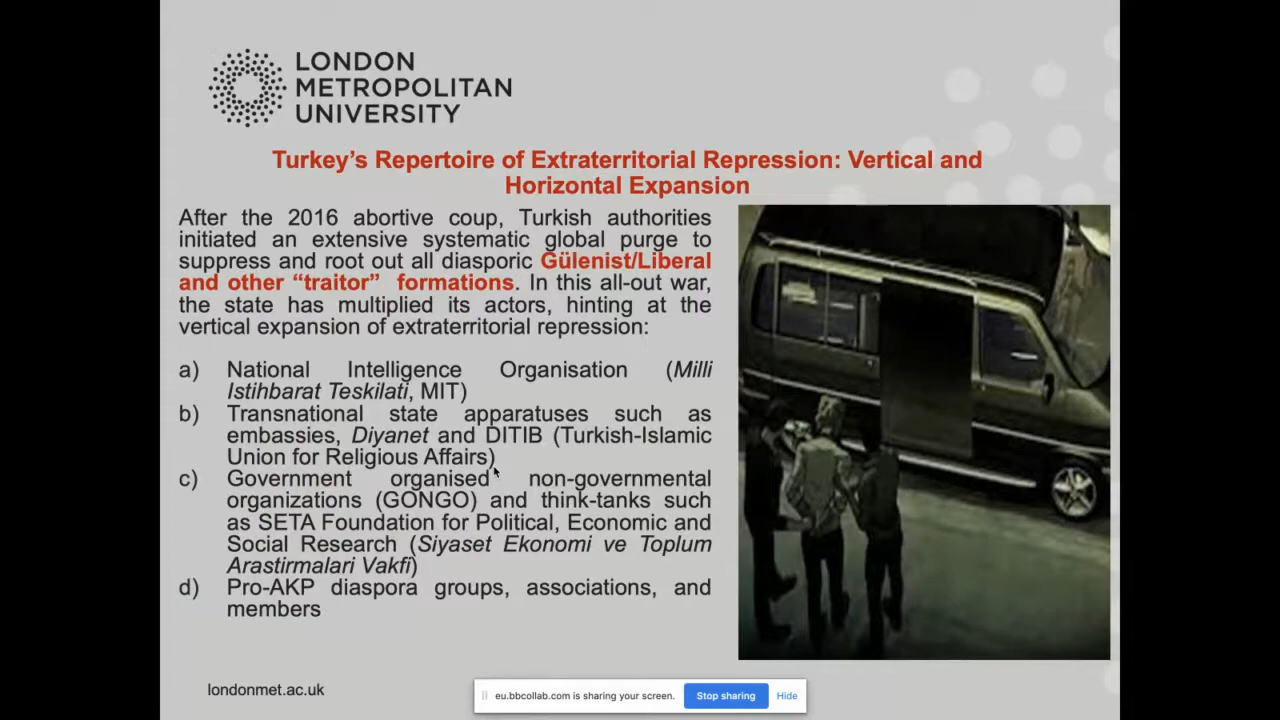 LONDON
METROPOLITAN
UNIVERSITY
Turkey’s Repertoire of Extraterritorial Repression: Vertical and
Horizontal Expansion
After the 2016 abortive coup, Turkish authorities
initiated an extensive systematic global purge to
suppress and root out all diasporic Gülenist/Liberal
and other “traitor” formations. In this all-out war,
the state has multiplied its actors, hinting at the
vertical expansion of extraterritorial repression:
a) National Intelligence Organisation (Milli
Istihbarat Teskilati, MIT)
b) Transnational state apparatuses such as
embassies, Diyanet and DITIB (Turkish-Islamic
Union for Religious Affairs)
c) Government organised non-governmental
organizations (GONGO) and think-tanks such
as SETA Foundation for Political, Economic and
Social Research (Siyaset Ekonomi ve Toplum
Arastirmalari Vakfi)
d) Pro-AKP diaspora groups, associations, and
members
londonmet.ac.uk
eu.bbcollab.com is sharing your screen.
Stop sharing
Hide